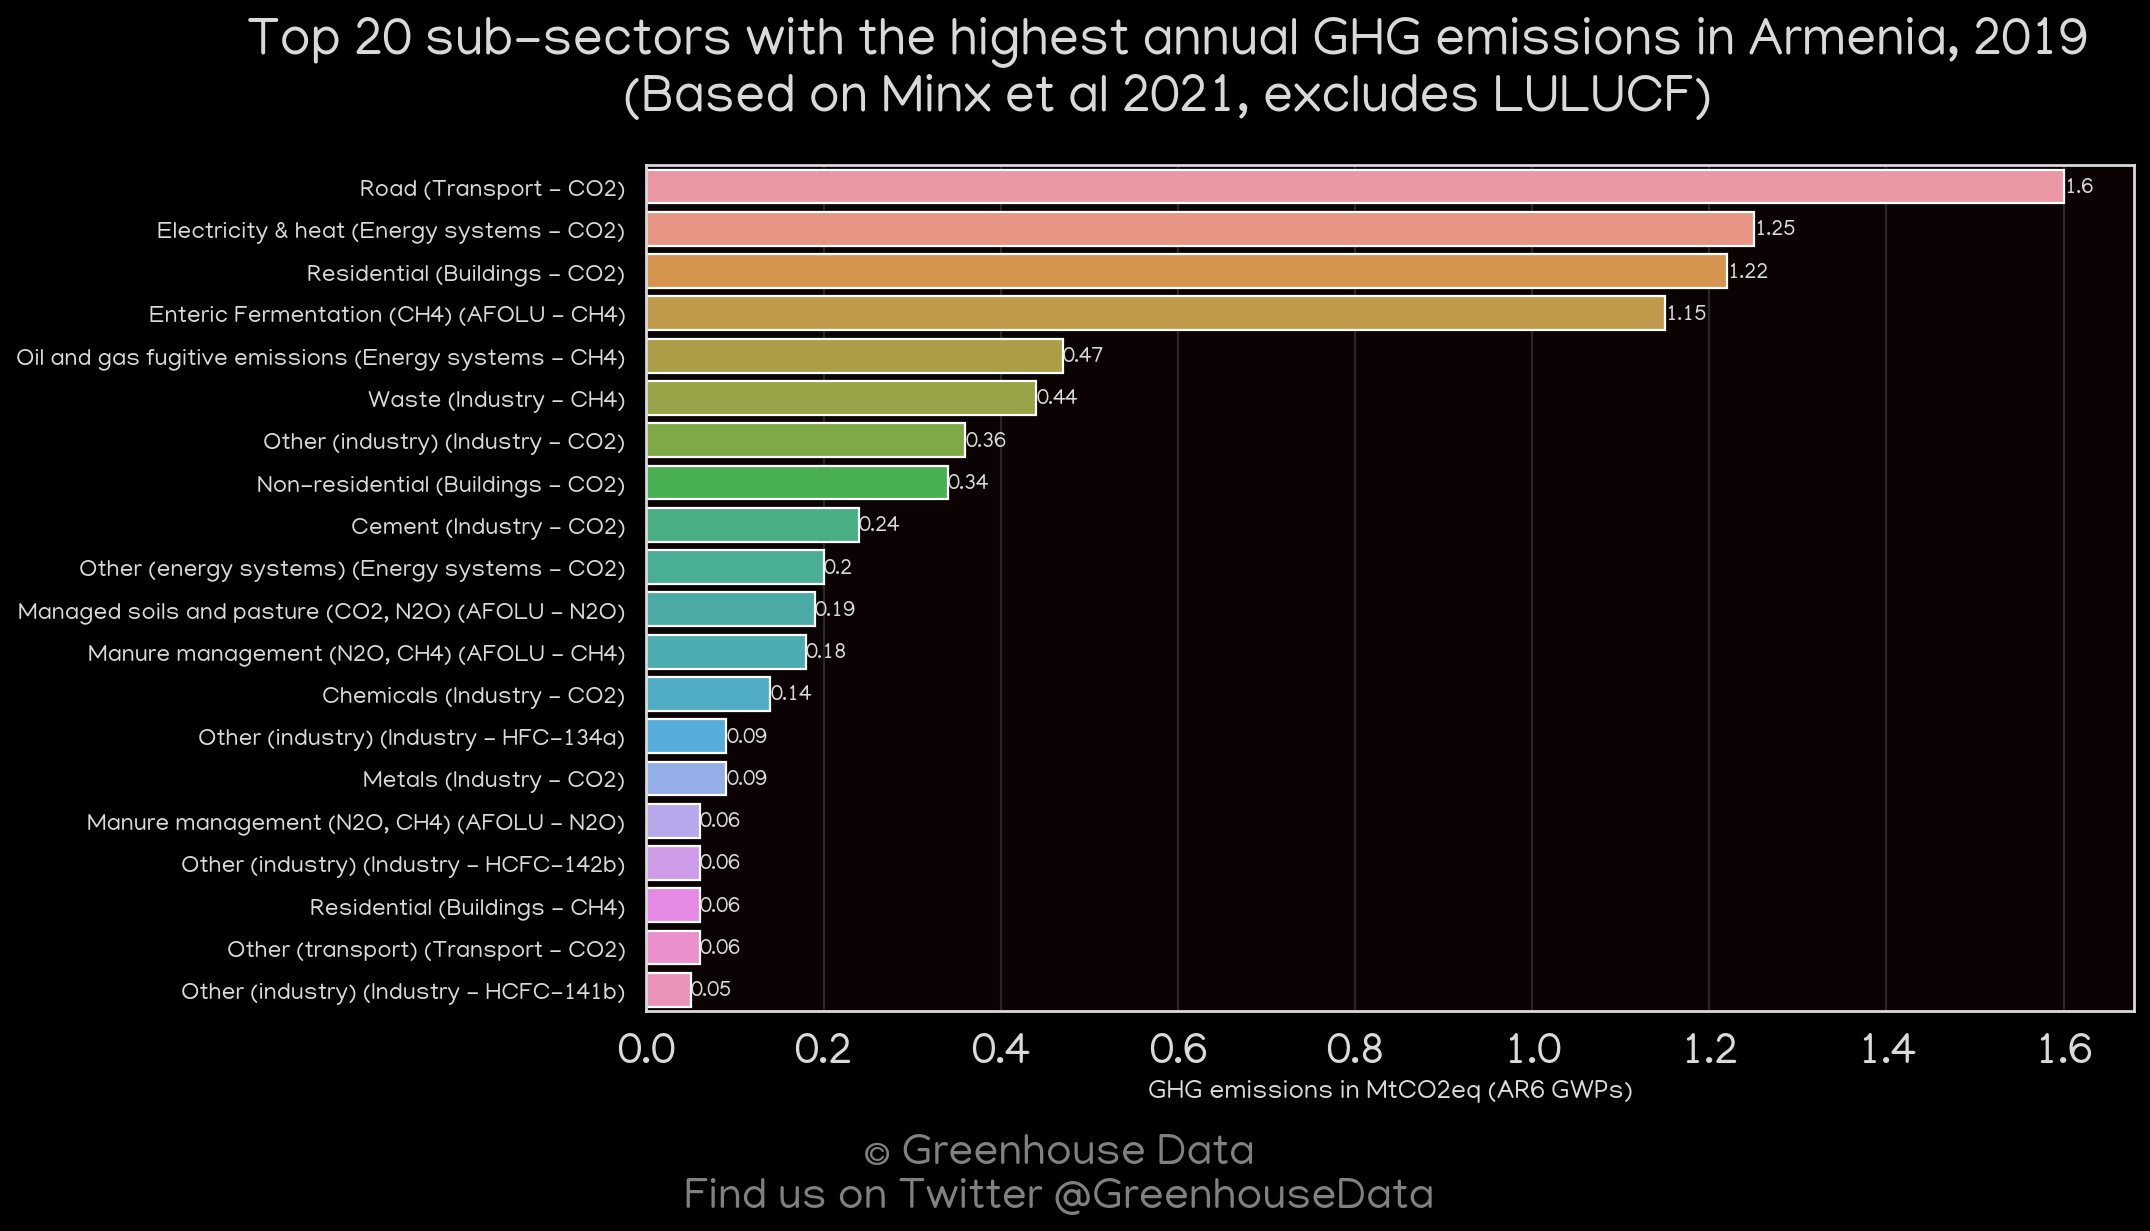 Top 20 sub-sectors with the highest annual GHG emissions in Armenia, 2019
(Based on Minx et al 2021, excludes LULUCF)
Road (Transport - CO2) 1.6
Electricity & heat (Energy systems - CO2) 1.25
Residential (Buildings - CO2) 1.22
Enteric Fermentation (CH4) (AFOLU - CH4) 1.15
Oil and gas fugitive emissions (Energy systems - CH4) 0.47
Waste (Industry - CH4) 0.44
Other (industry) (Industry - CO2) 0.36
Non-residential (Buildings - CO2) 0.34
Cement (Industry - CO2) 0.24
Other (energy systems) (Energy systems - CO2) 0.2
Managed soils and pasture (CO2, N2O) (AFOLU - N2O) 0.19
Manure management (N2O, CH4) (AFOLU - CH4) 0.18
Chemicals (Industry - CO2) 0.14
Other (industry) (Industry - HFC-134a) 0.09
Metals (Industry - CO2) 0.09
Manure management (N2O, CH4) (AFOLU - N2O) 0.06
Other (industry) (Industry - HCFC-142b) 0.06
Residential (Buildings - CH4) 0.06
Other (transport) (Transport - CO2) 0.06
Other (industry) (Industry - HCFC-141b) 0.05
0.0 0.2 0.4 0.6 0.8 1.0 1.2 1.4 1.6
GHG emissions in MtCO2eq (AR6 GWPs)
© Greenhouse Data
Find us on Twitter @GreenhouseData